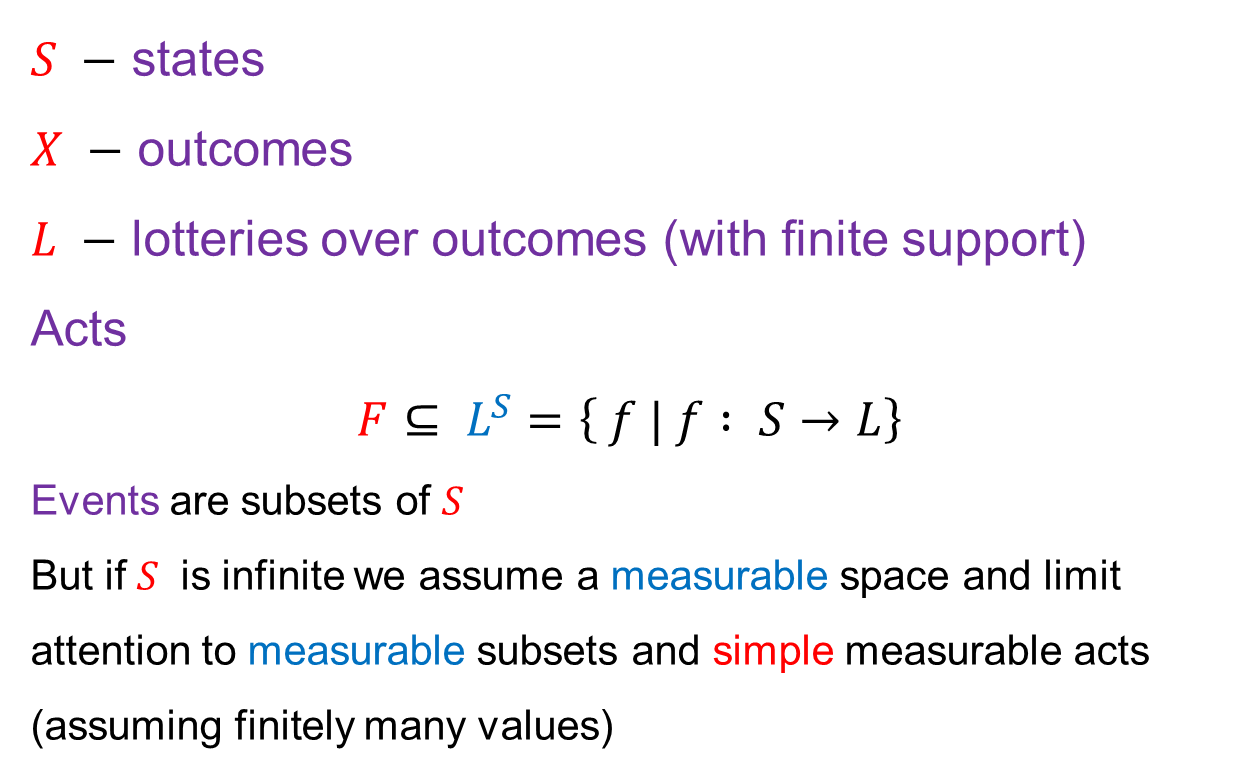 S – states
X – outcomes
L – lotteries over outcomes (with finite support)
Acts
F ⊆ L^S = { f | f : S → L}
Events are subsets of S
But if S is infinite we assume a measurable space and limit
attention to measurable subsets and simple measurable acts
(assuming finitely many values)